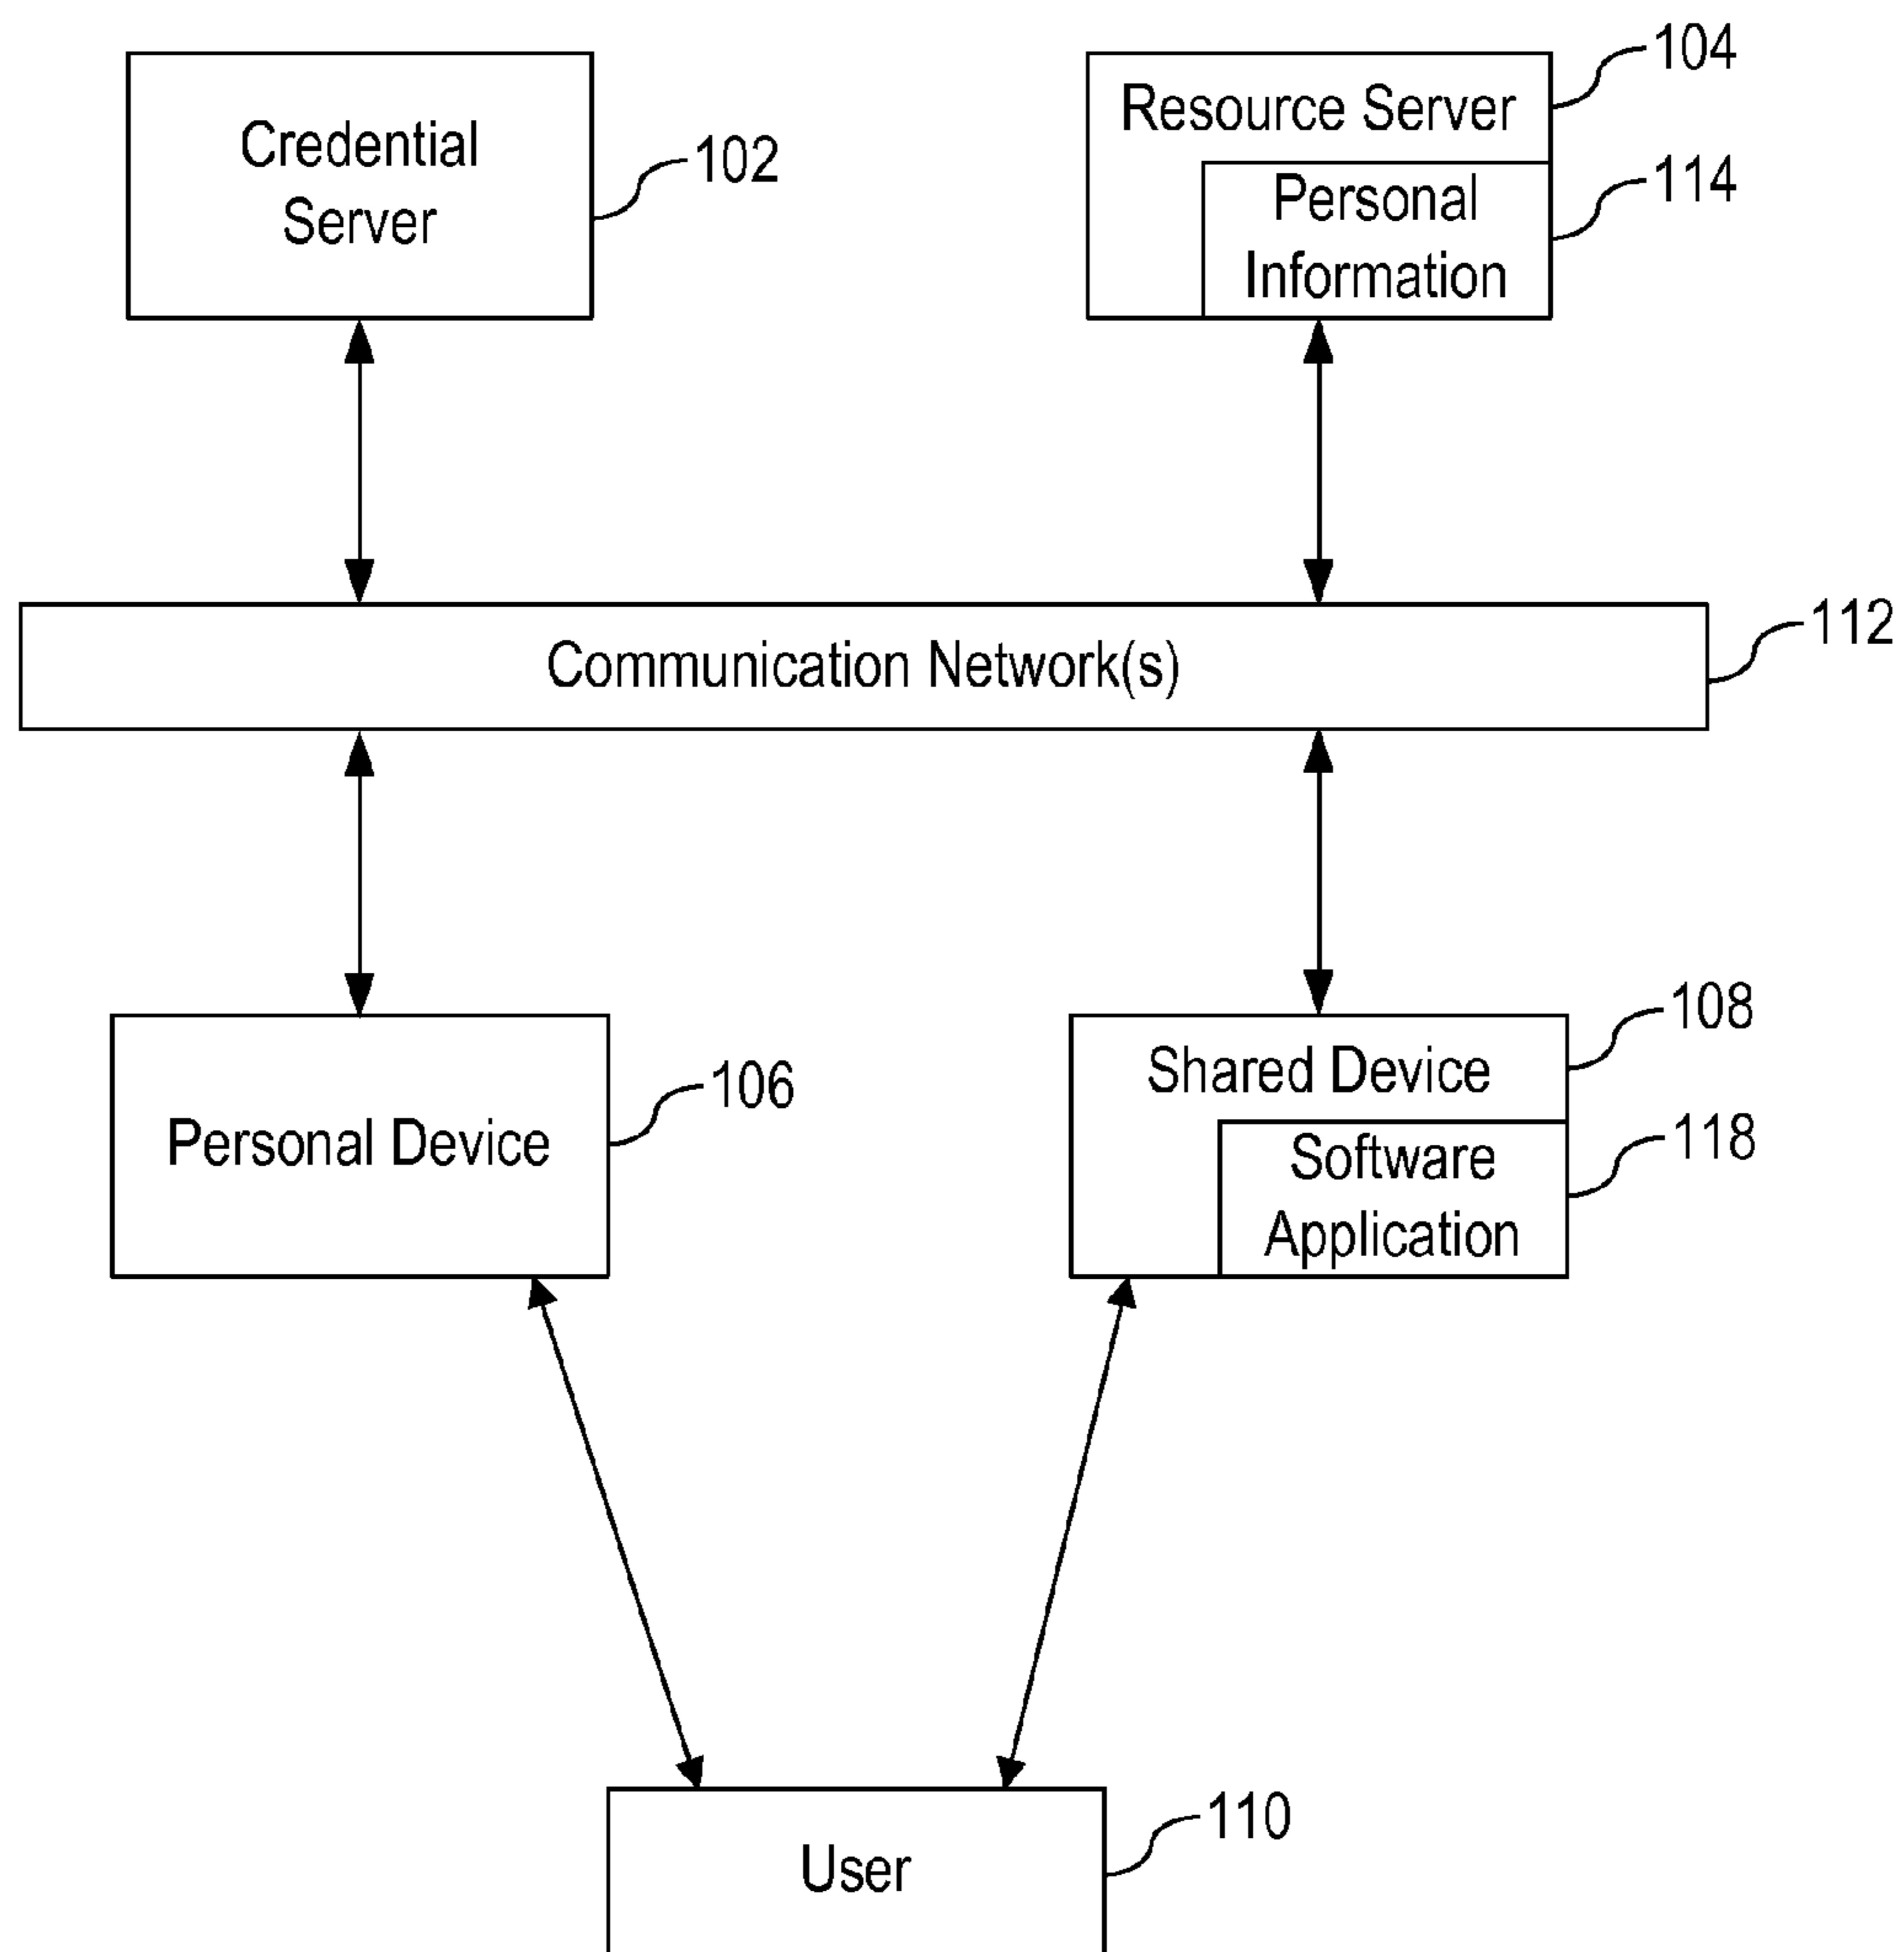 Credential
Server
102
Resource Server
104
Personal
Information
114
Communication Network(s)
112
Personal Device
106
Shared Device
108
Software
Application
118
User
110